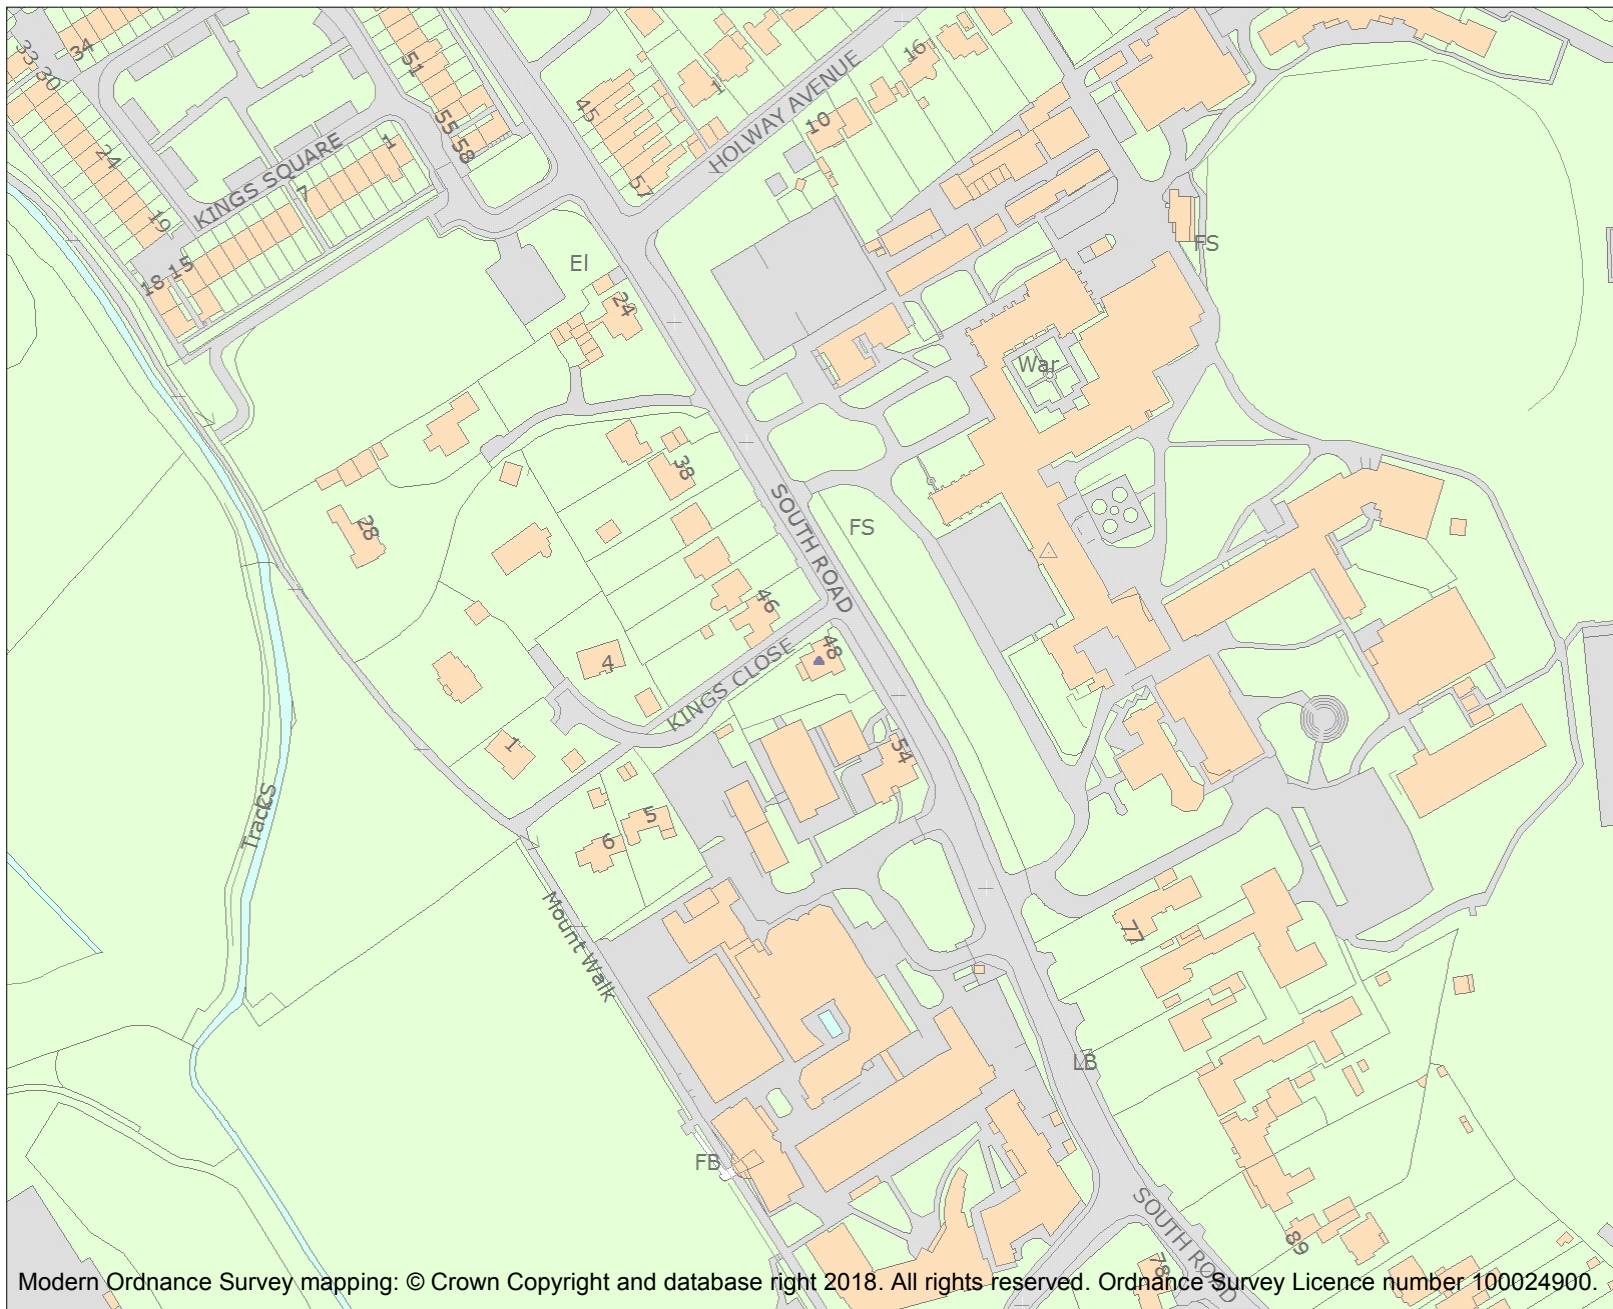 33
30
34
51
55
58
24
19
KINGS SQUARE
1
7
15
18
45
57
1
HOLWAY AVENUE
10
16
El
24
FS
War
38
28
SOUTH ROAD
FS
46
48
4
KINGS CLOSE
1
54
5
6
Mount Walk
77
LB
FB
SOUTH ROAD
89
78
Modern Ordnance Survey mapping: © Crown Copyright and database right 2018. All rights reserved. Ordnance Survey Licence number 100024900.